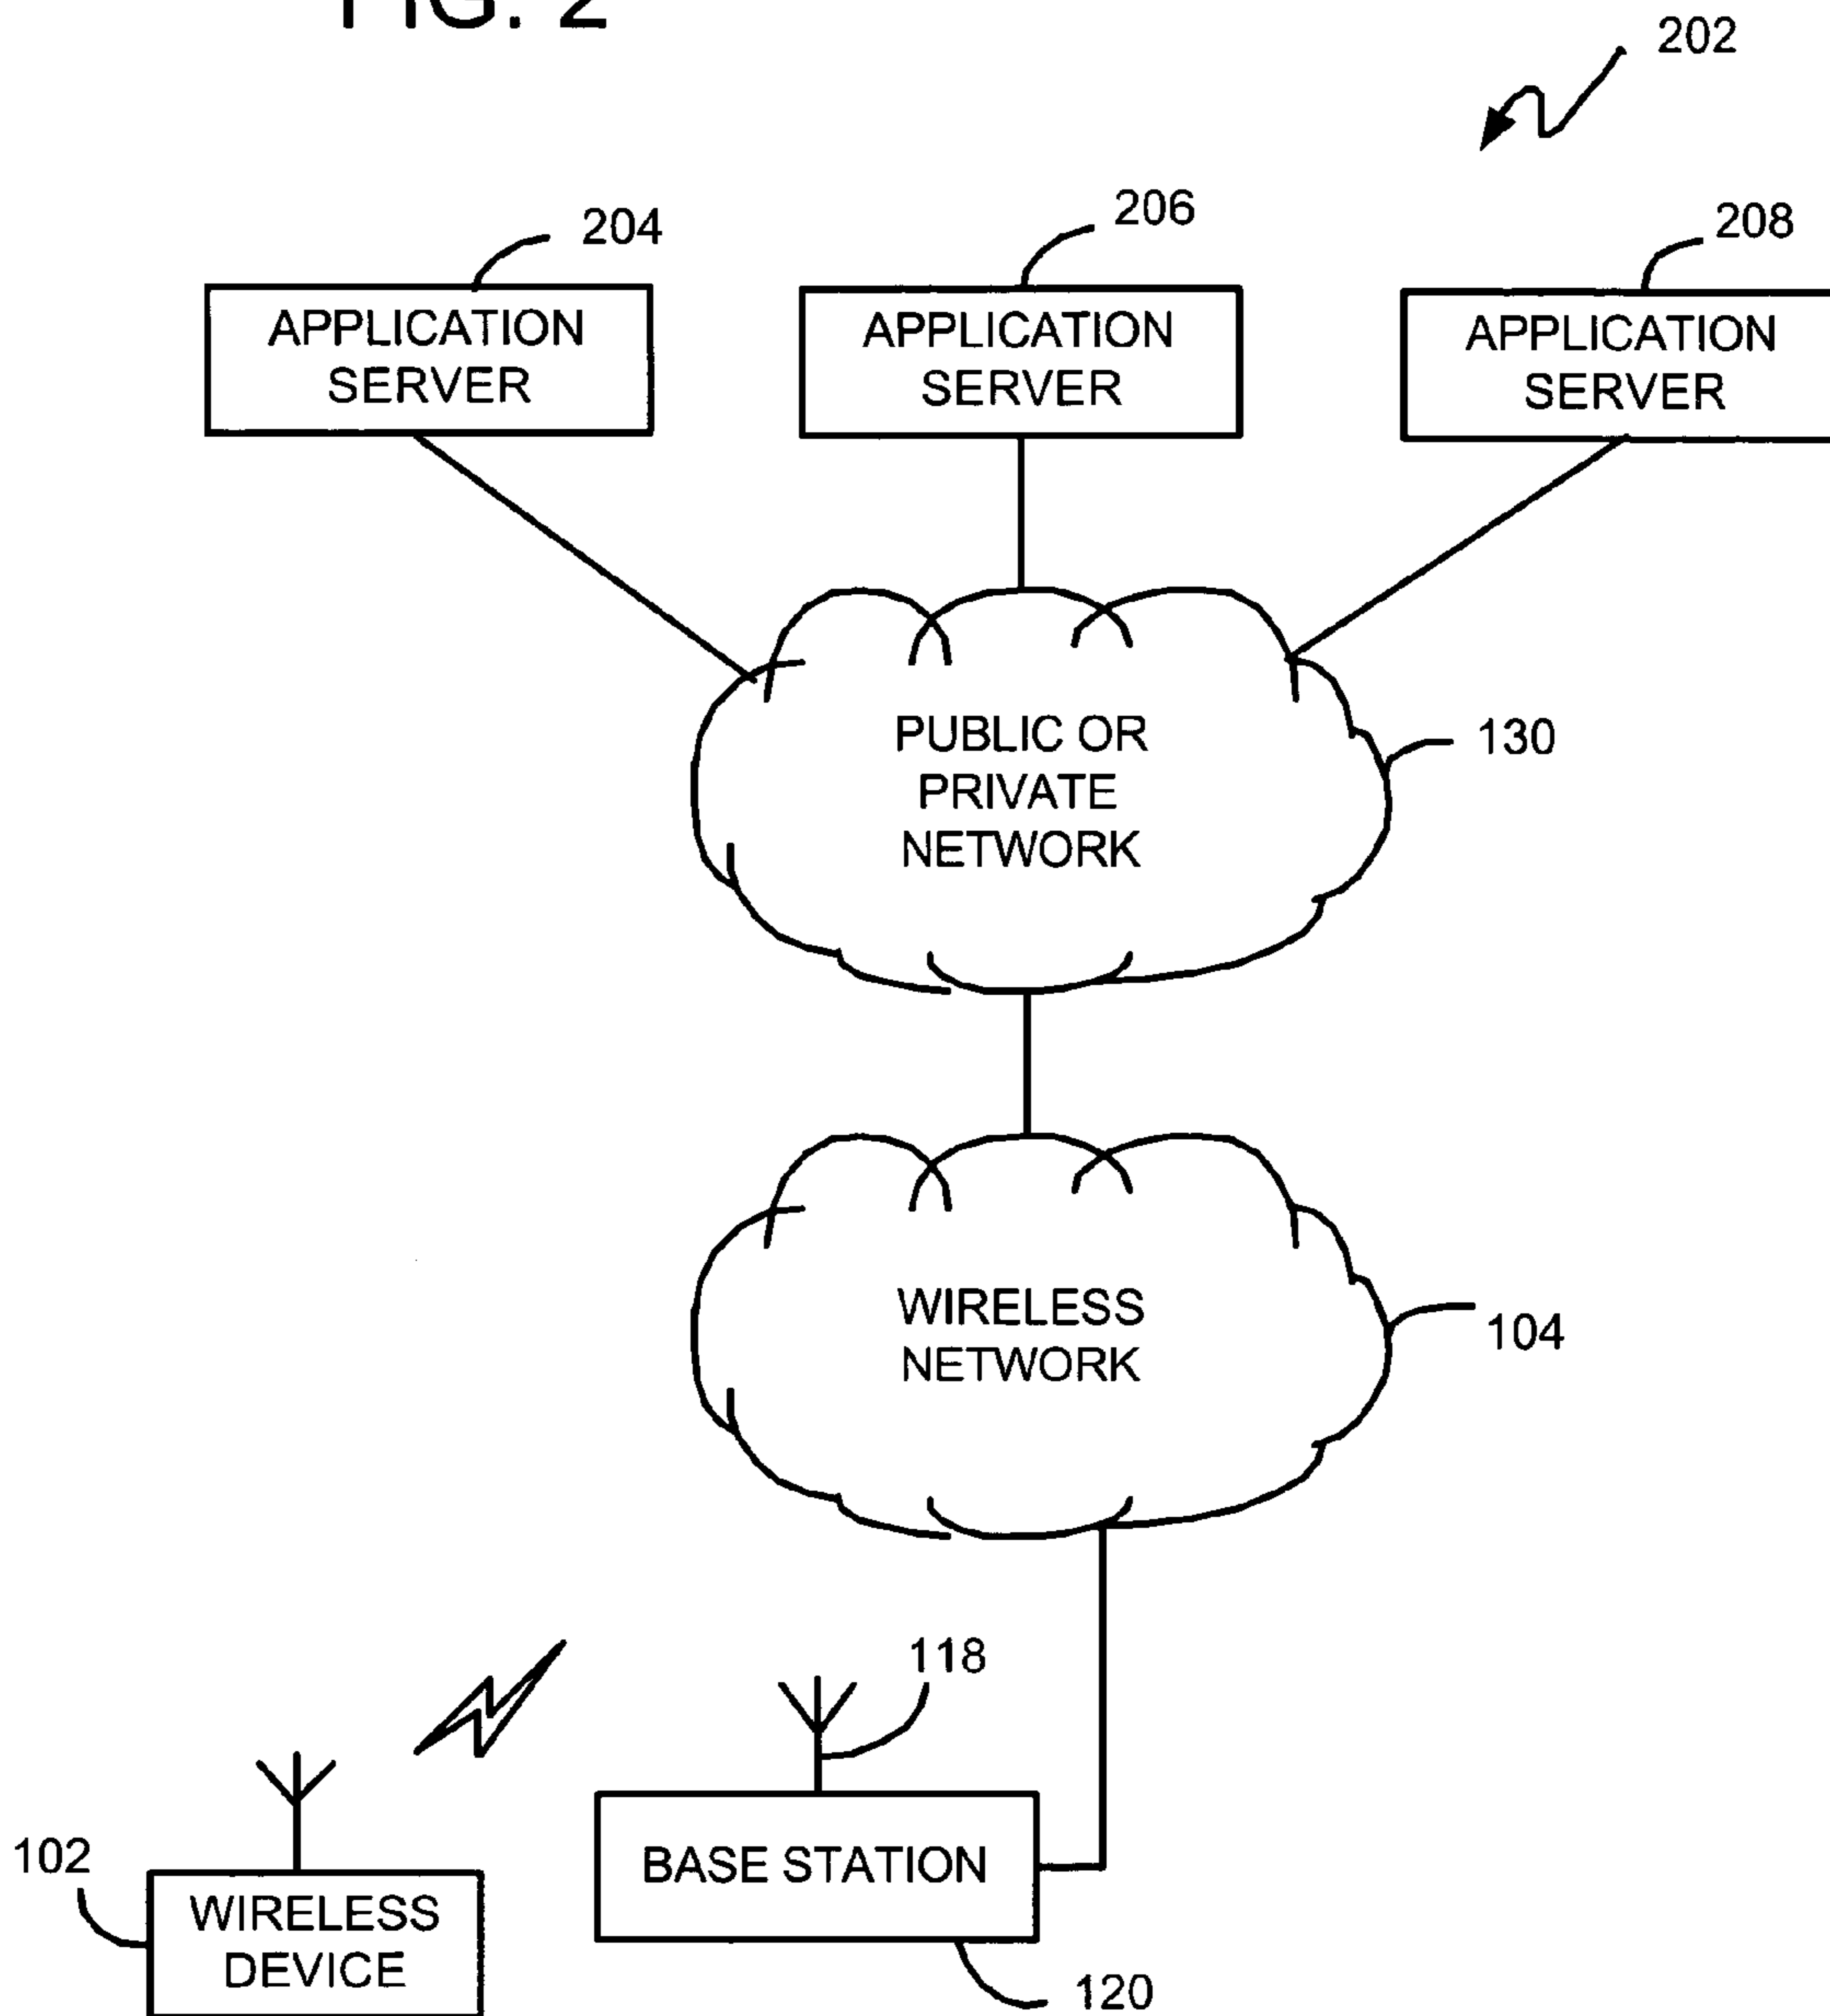 FIG. 2
202
204
206
208
APPLICATION
SERVER
APPLICATION
SERVER
APPLICATION
SERVER
PUBLIC OR
PRIVATE
NETWORK
130
WIRELESS
NETWORK
104
118
BASE STATION
102
WIRELESS
DEVICE
120